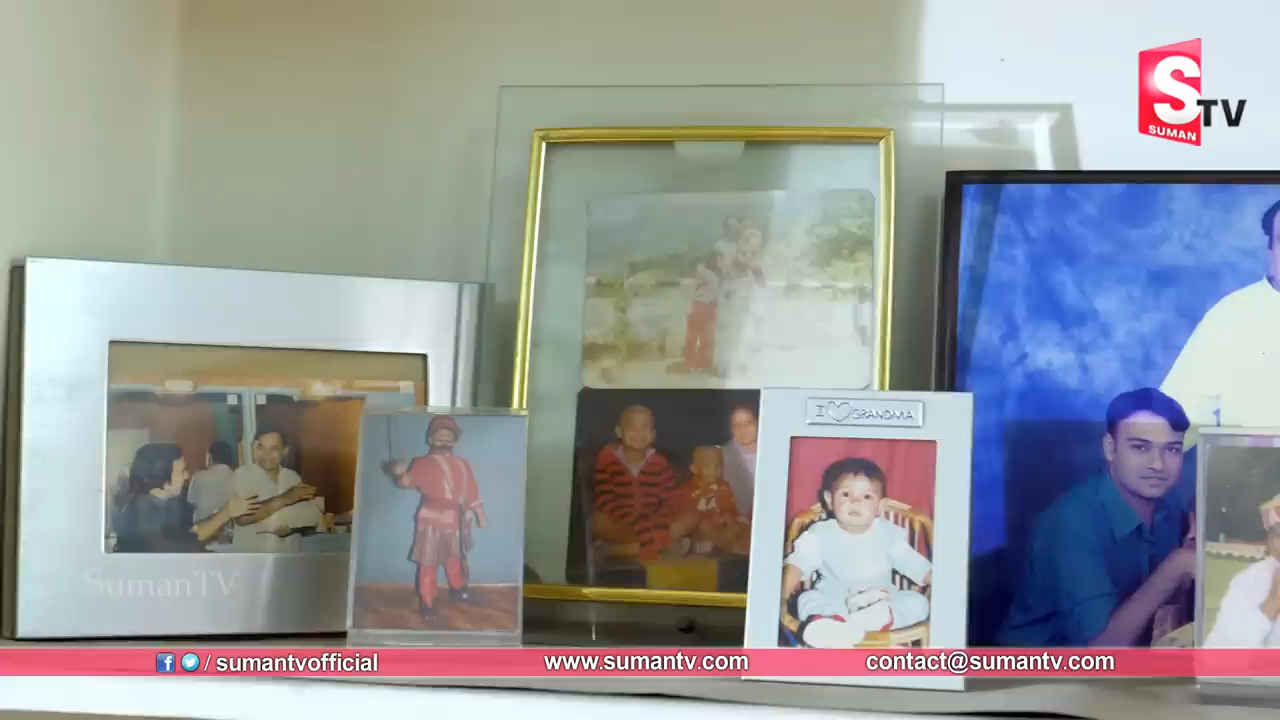 S TV
SUMAN
I ♡ GRANDMA
SumanTV
/ sumantvofficial
www.sumantv.com
contact@sumantv.com